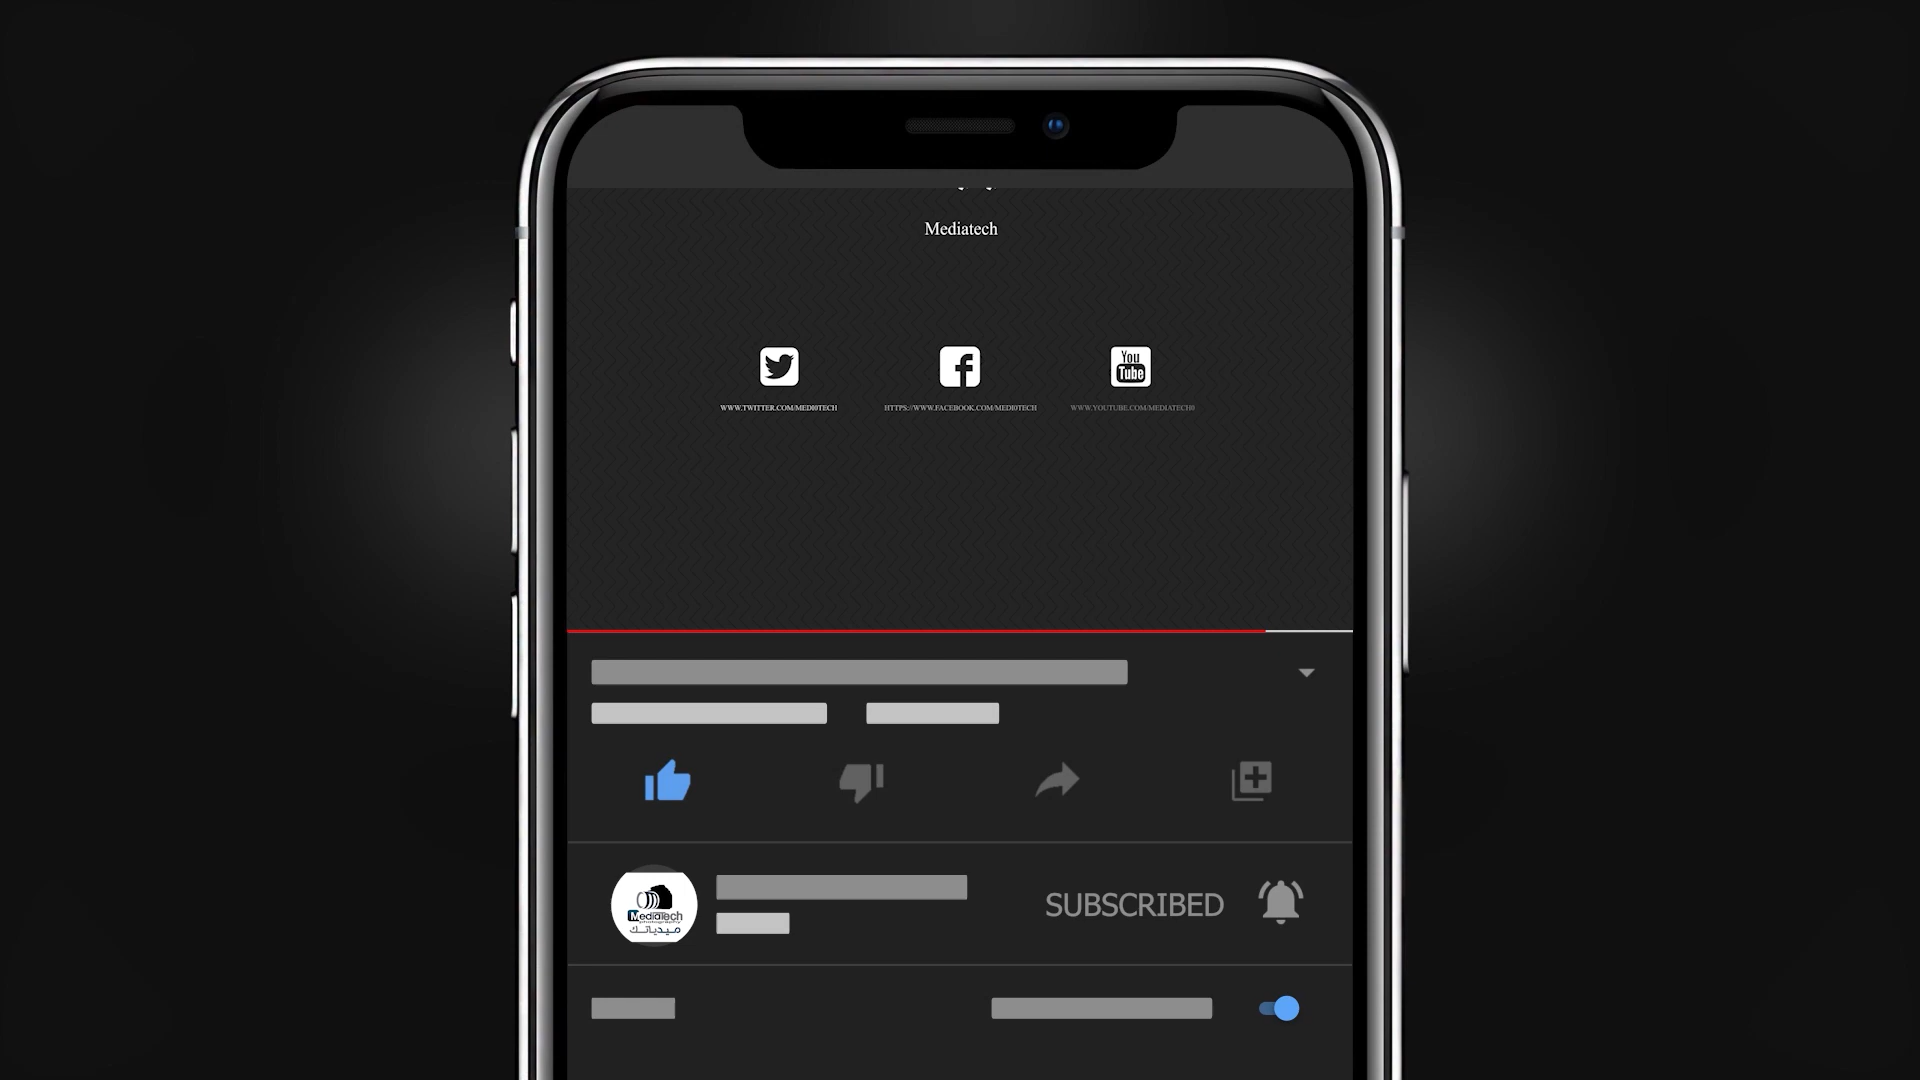 Mediatech
You
Tube
WWW.TWITTER.COM/MEDI0TECH
HTTPS://WWW.FACEBOOK.COM/MEDI0TECH
WWW.YOUTUBE.COM/MEDIATECH0
SUBSCRIBED
MediaTech
ميدياتك